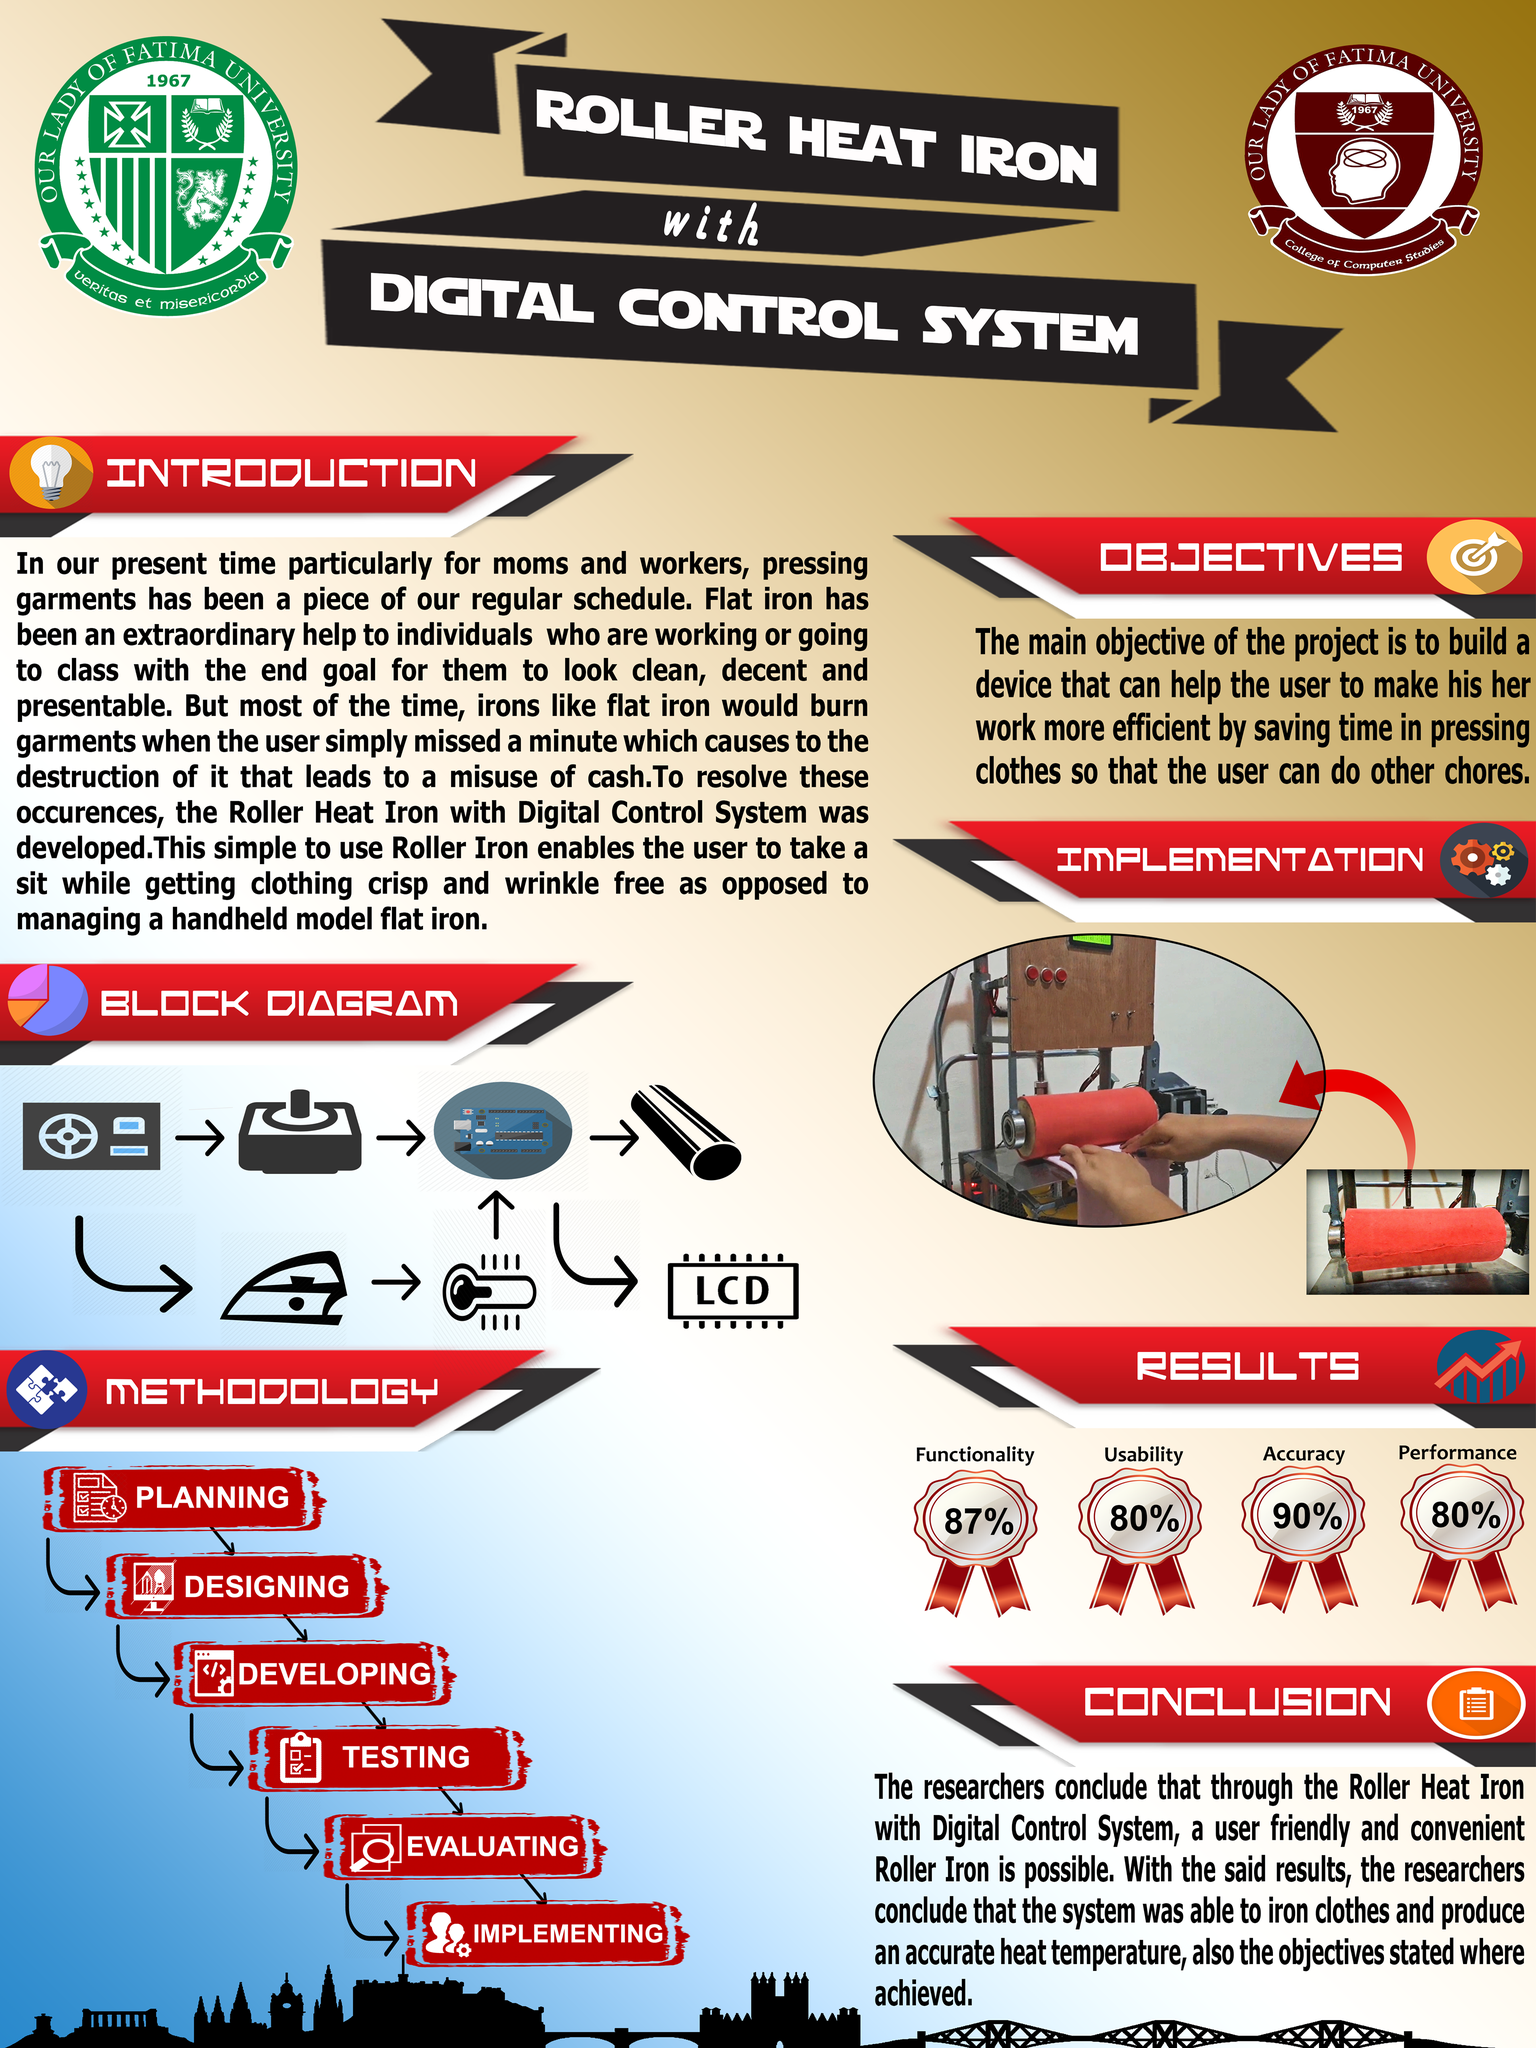 OUR LADY OF FATIMA UNIVERSITY
1967
Veritas et Misericordia
ROLLER HEAT IRON
with
DIGITAL CONTROL SYSTEM
OUR LADY OF FATIMA UNIVERSITY
1967
College of Computer Studies
INTRODUCTION
In our present time particularly for moms and workers, pressing
garments has been a piece of our regular schedule. Flat iron has
been an extraordinary help to individuals who are working or going
to class with the end goal for them to look clean, decent and
presentable. But most of the time, irons like flat iron would burn
garments when the user simply missed a minute which causes to the
destruction of it that leads to a misuse of cash.To resolve these
occurences, the Roller Heat Iron with Digital Control System was
developed.This simple to use Roller Iron enables the user to take a
sit while getting clothing crisp and wrinkle free as opposed to
managing a handheld model flat iron.
BLOCK DIAGRAM
LCD
METHODOLOGY
PLANNING
DESIGNING
DEVELOPING
TESTING
EVALUATING
IMPLEMENTING
OBJECTIVES
The main objective of the project is to build a
device that can help the user to make his her
work more efficient by saving time in pressing
clothes so that the user can do other chores.
IMPLEMENTATION
RESULTS
Functionality Usability Accuracy Performance
87% 80% 90% 80%
CONCLUSION
The researchers conclude that through the Roller Heat Iron
with Digital Control System, a user friendly and convenient
Roller Iron is possible. With the said results, the researchers
conclude that the system was able to iron clothes and produce
an accurate heat temperature, also the objectives stated where
achieved.